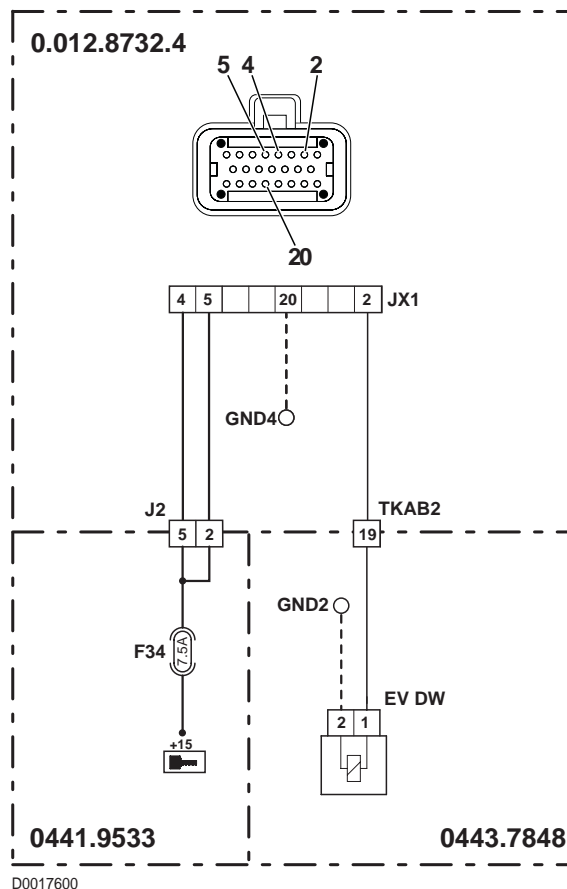 0.012.8732.4
5 4 2
20
4 5 20 2 JX1
GND4
J2 TKAB2
5 2 19
GND2
F34 7.5A
EV DW
2 1
+15
0441.9533 0443.7848
D0017600